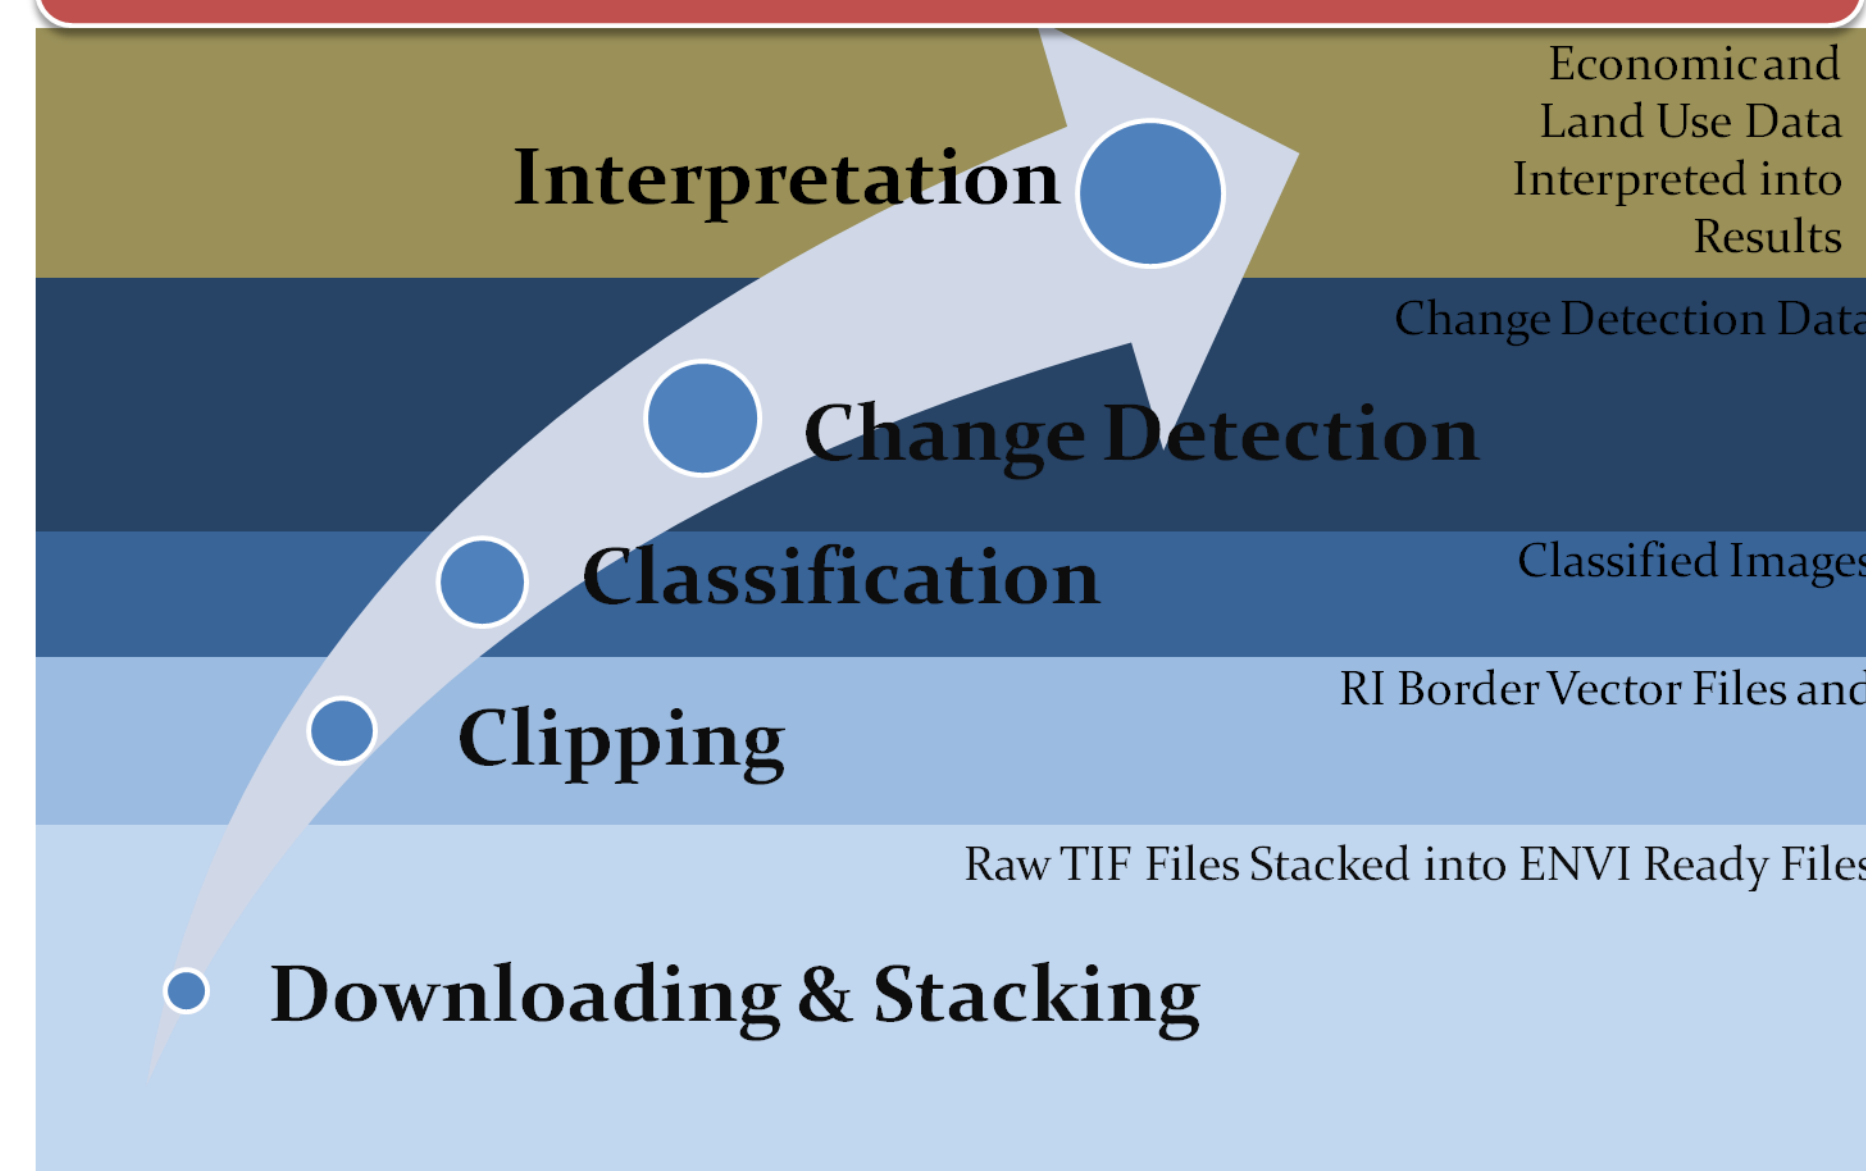 Economic and
Land Use Data
Interpreted into
Results
Interpretation
Change Detection Data
Change Detection
Classified Images
Classification
RI Border Vector Files and
Clipping
Raw TIF Files Stacked into ENVI Ready Files
Downloading & Stacking